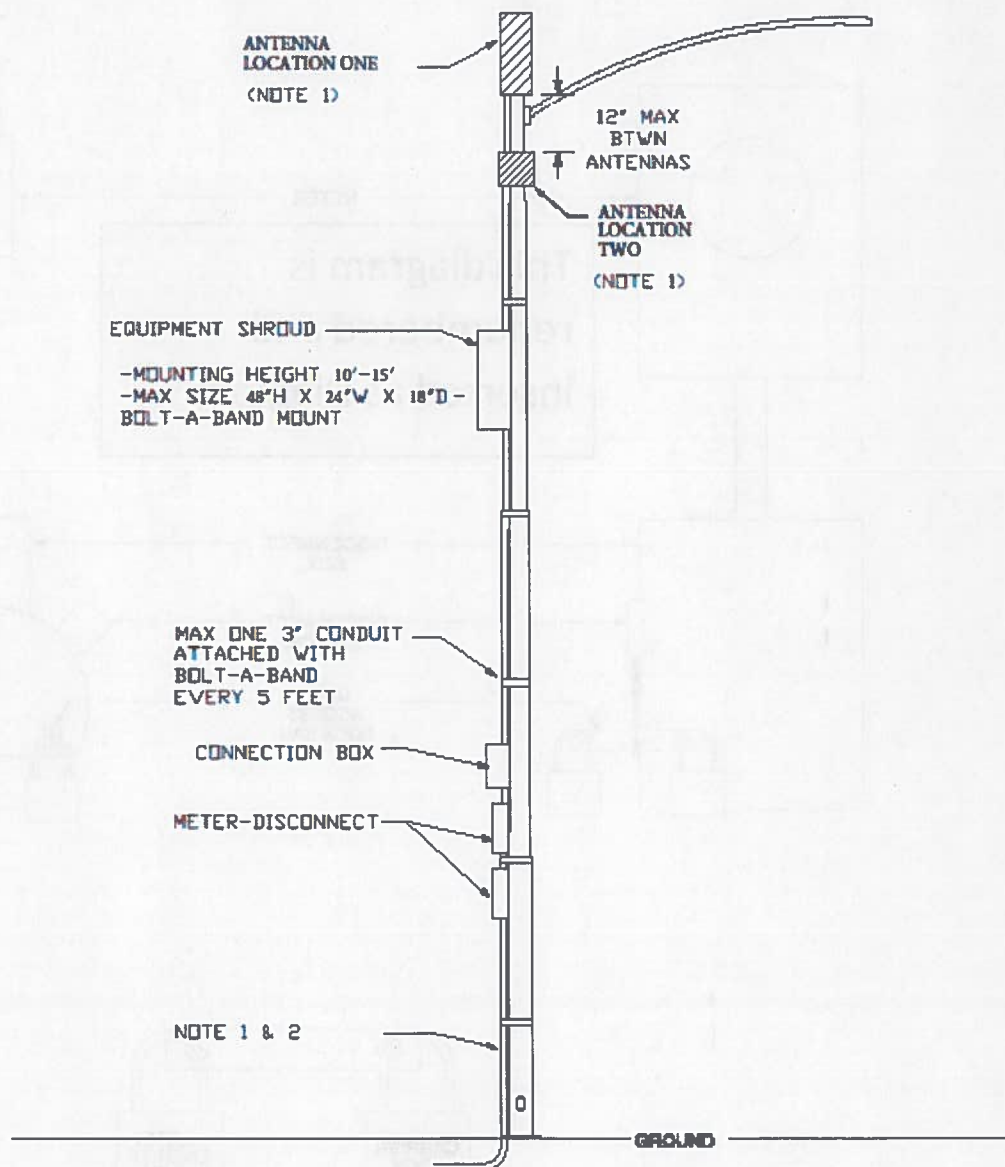 ANTENNA
LOCATION ONE
(NOTE 1)
12" MAX
BTWN
ANTENNAS
ANTENNA
LOCATION
TWO
(NOTE 1)
EQUIPMENT SHROUD
-MOUNTING HEIGHT 10'-15'
-MAX SIZE 48"H X 24"W X 18"D -
BOLT-A-BAND MOUNT
MAX ONE 3" CONDUIT
ATTACHED WITH
BOLT-A-BAND
EVERY 5 FEET
CONNECTION BOX
METER-DISCONNECT
NOTE 1 & 2
GROUND
This diagram is